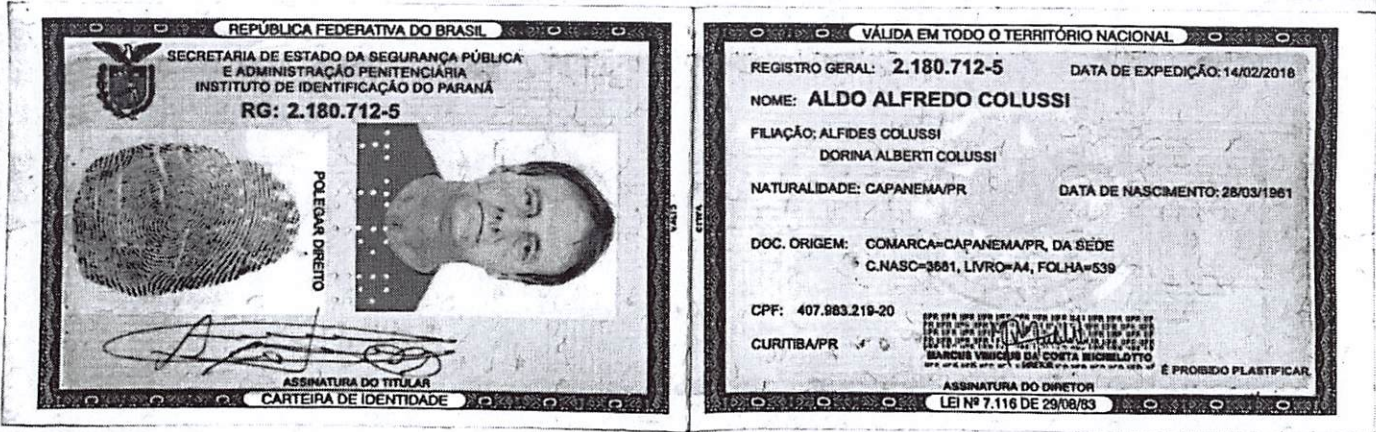 REPÚBLICA FEDERATIVA DO BRASIL
SECRETARIA DE ESTADO DA SEGURANÇA PÚBLICA
E ADMINISTRAÇÃO PENITENCIÁRIA
INSTITUTO DE IDENTIFICAÇÃO DO PARANÁ
RG: 2.180.712-5
POLEGAR DIREITO
ASSINATURA DO TITULAR
CARTEIRA DE IDENTIDADE
VÁLIDA EM TODO O TERRITÓRIO NACIONAL
REGISTRO GERAL: 2.180.712-5 DATA DE EXPEDIÇÃO: 14/02/2018
NOME: ALDO ALFREDO COLUSSI
FILIAÇÃO: ALFIDES COLUSSI
DORINA ALBERTI COLUSSI
NATURALIDADE: CAPANEMA/PR DATA DE NASCIMENTO: 28/03/1961
DOC. ORIGEM: COMARCA=CAPANEMA/PR, DA SEDE
C.NASC=3681, LIVRO=A4, FOLHA=539
CPF: 407.983.219-20
CURITIBA/PR
MARCUS VINICIUS DA COSTA MICHELOTTO
É PROIBIDO PLASTIFICAR
ASSINATURA DO DIRETOR
LEI Nº 7.116 DE 29/08/83